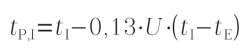 t_P,I = t_I − 0,13 · U · (t_I − t_E)